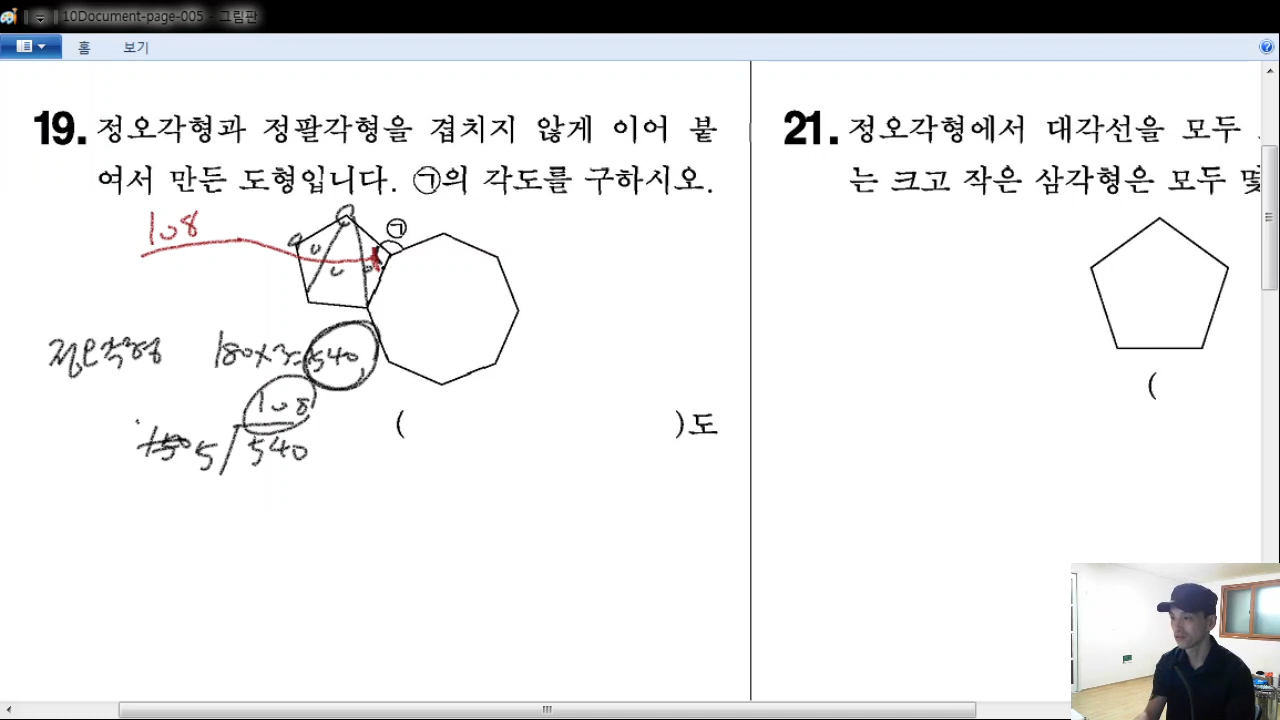 10Document-page-005 - 그림판
홈 보기
19. 정오각형과 정팔각형을 겹치지 않게 이어 붙
여서 만든 도형입니다. ㉠의 각도를 구하시오.
108
㉠
정오각형 180×3=540
108
5/540
( )도
21. 정오각형에서 대각선을 모두
는 크고 작은 삼각형은 모두 몇
(